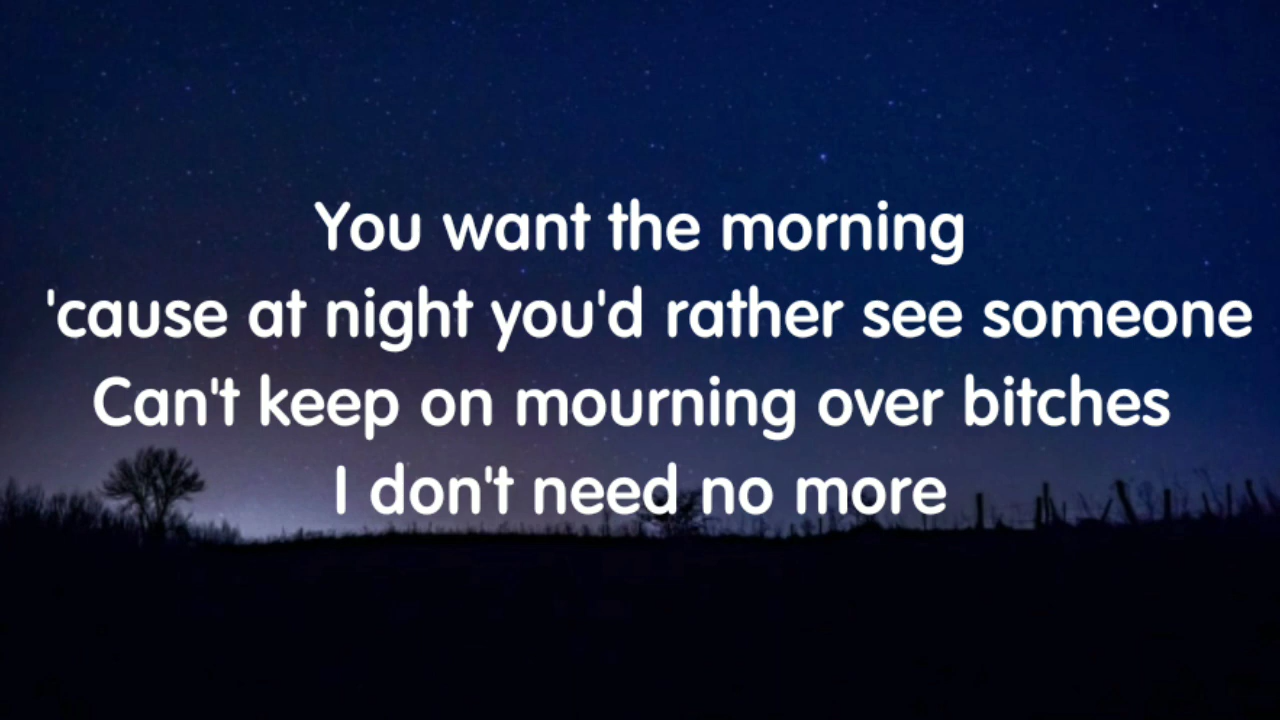 You want the morning
'cause at night you'd rather see someone
Can't keep on mourning over bitches
I don't need no more